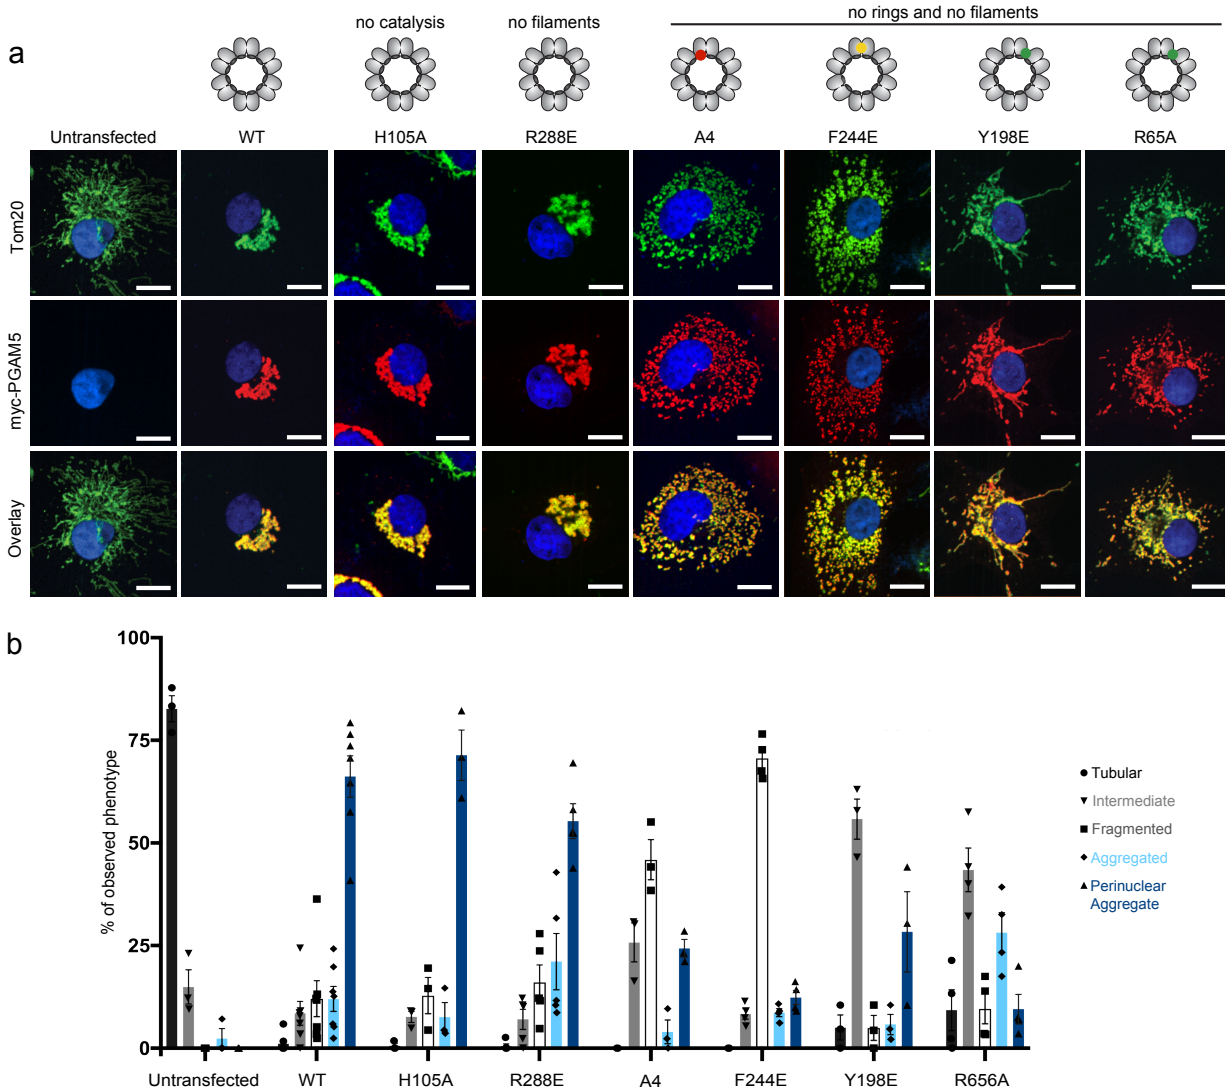 no catalysis
no filaments
no rings and no filaments
a
Untransfected
WT
H105A
R288E
A4
F244E
Y198E
R65A
Tom20
myc-PGAM5
Overlay
b
% of observed phenotype
100
75
50
25
0
Untransfected
WT
H105A
R288E
A4
F244E
Y198E
R656A
Tubular
Intermediate
Fragmented
Aggregated
Perinuclear
Aggregate